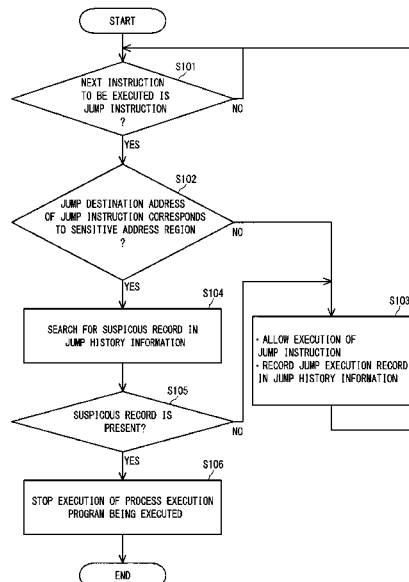 START
S101
NEXT INSTRUCTION
TO BE EXECUTED IS
JUMP INSTRUCTION
?
NO
YES
S102
JUMP DESTINATION ADDRESS
OF JUMP INSTRUCTION CORRESPONDS
TO SENSITIVE ADDRESS REGION
?
NO
YES
S104
SEARCH FOR SUSPICOUS RECORD IN
JUMP HISTORY INFORMATION
S103
・ALLOW EXECUTION OF
JUMP INSTRUCTION
・RECORD JUMP EXECUTION RECORD
IN JUMP HISTORY INFORMATION
S105
SUSPICOUS RECORD IS
PRESENT?
NO
YES
S106
STOP EXECUTION OF PROCESS EXECUTION
PROGRAM BEING EXECUTED
END